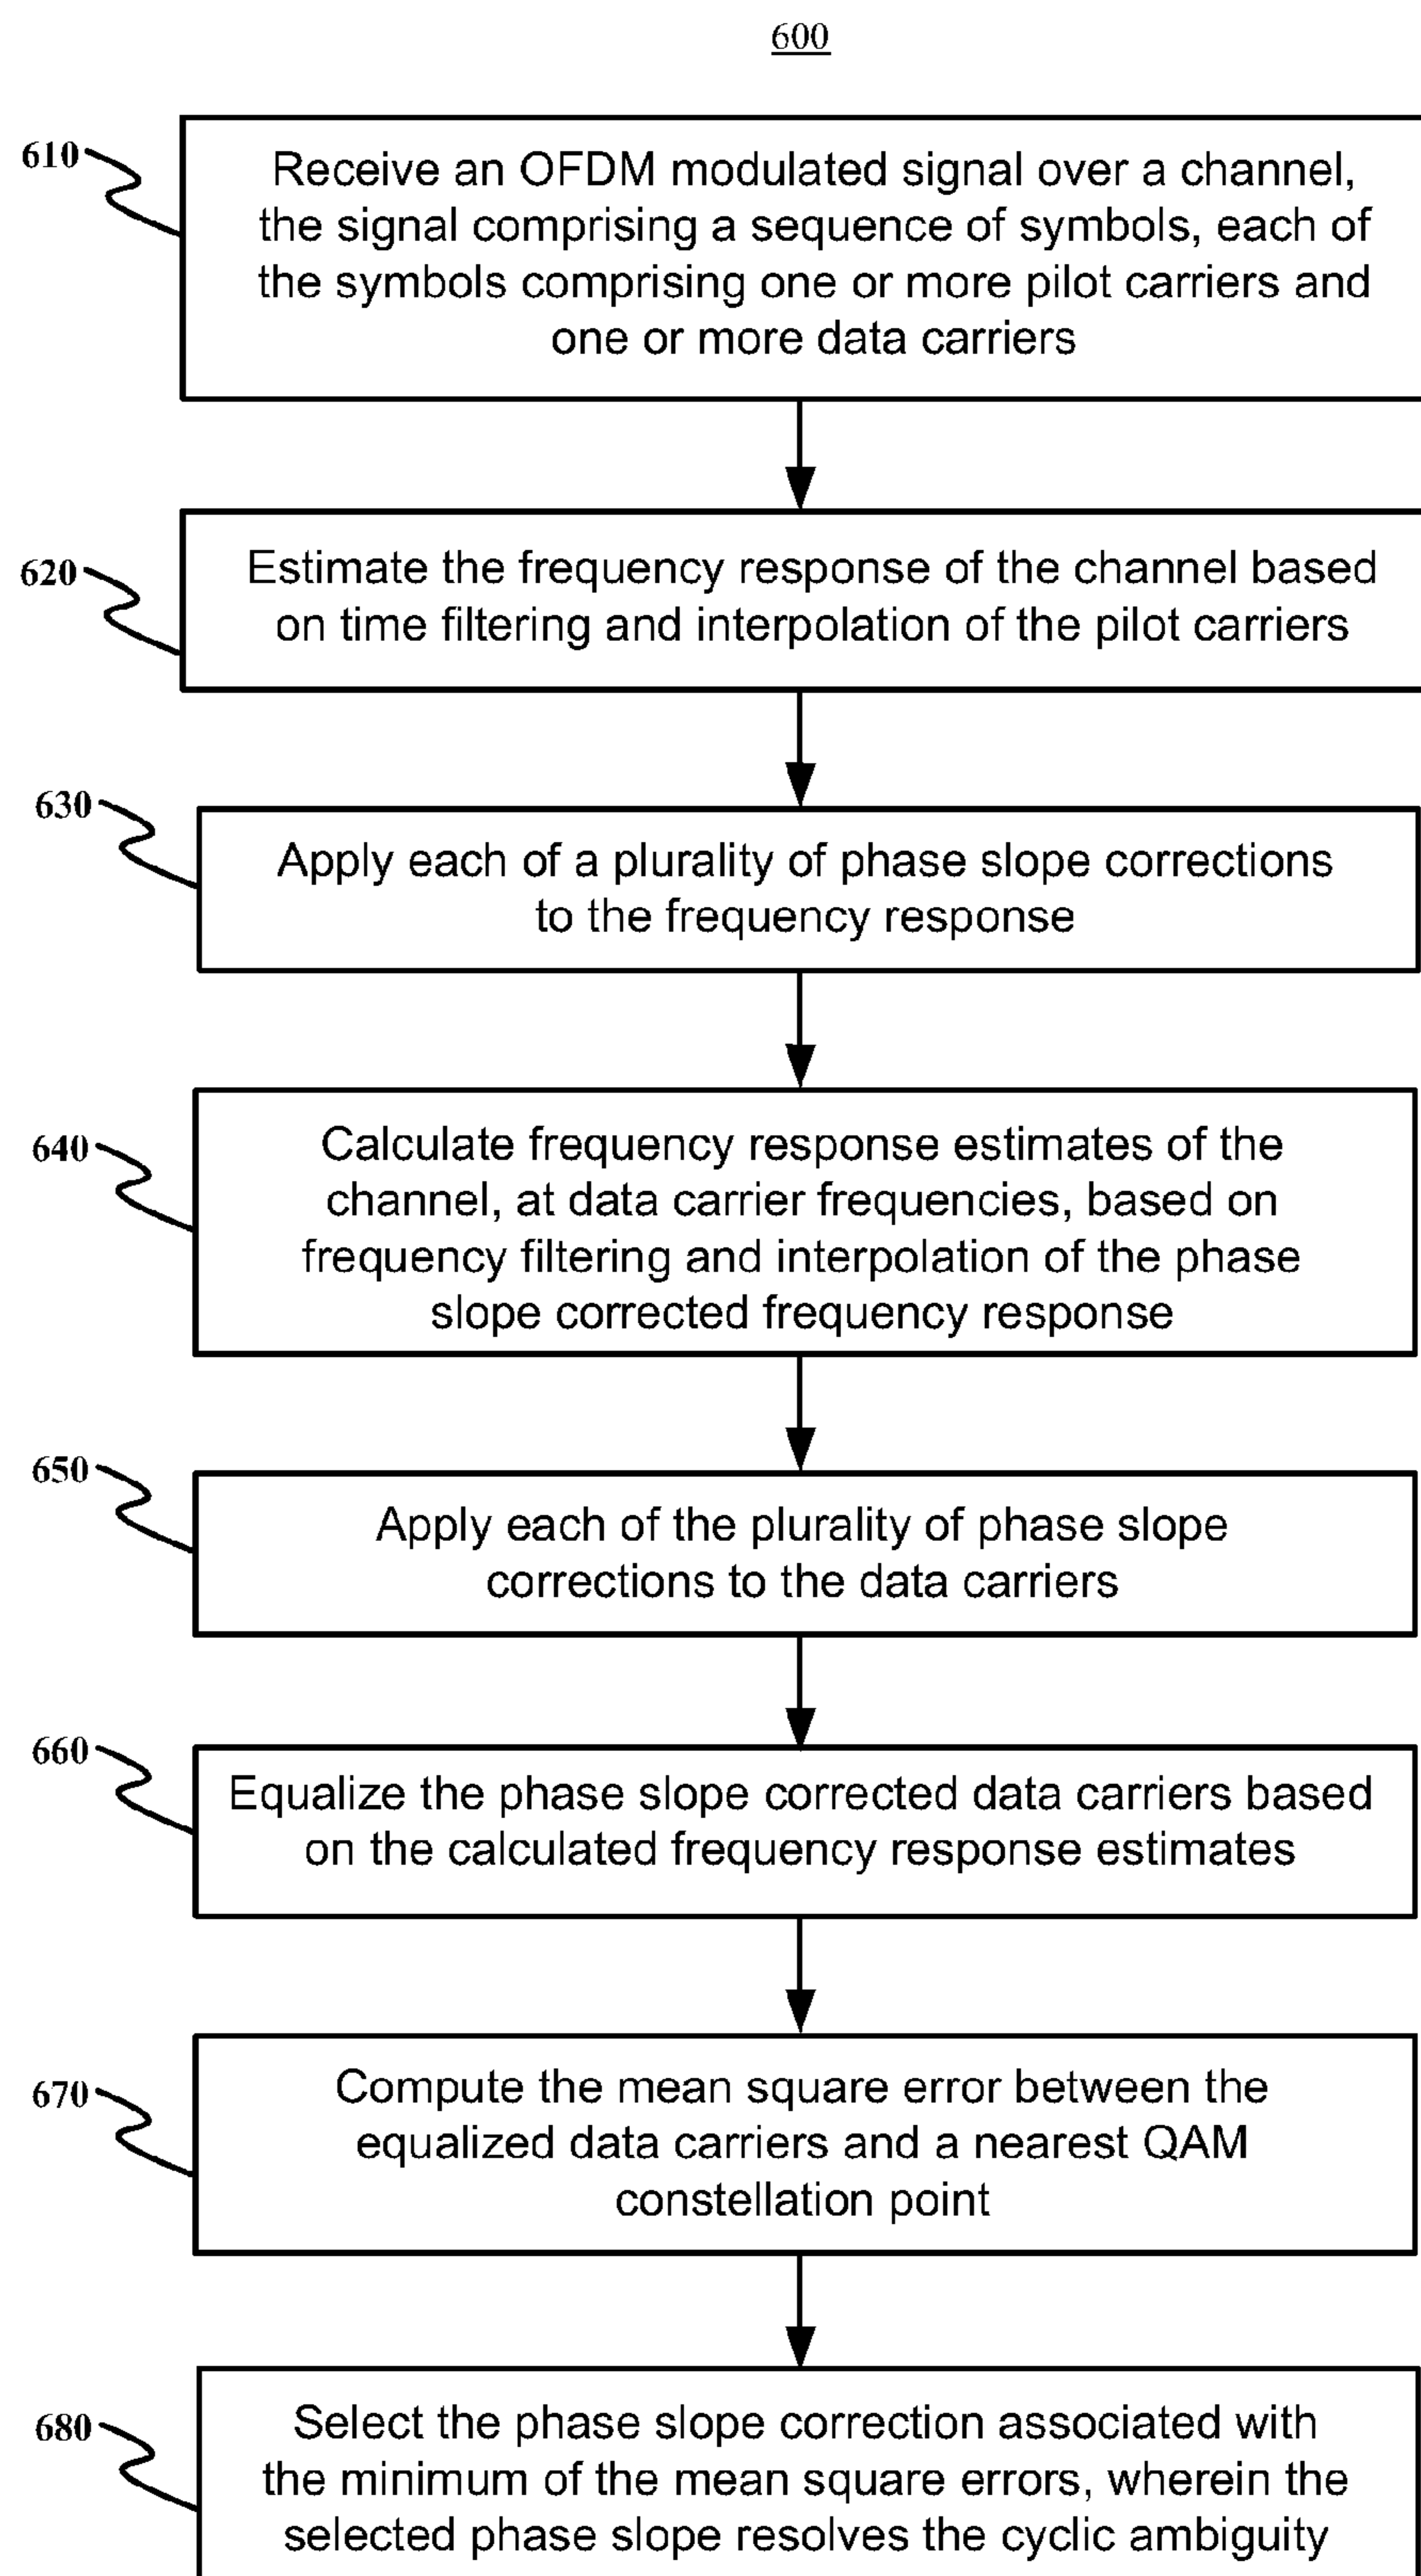 600
610
Receive an OFDM modulated signal over a channel,
the signal comprising a sequence of symbols, each of
the symbols comprising one or more pilot carriers and
one or more data carriers
620
Estimate the frequency response of the channel based
on time filtering and interpolation of the pilot carriers
630
Apply each of a plurality of phase slope corrections
to the frequency response
640
Calculate frequency response estimates of the
channel, at data carrier frequencies, based on
frequency filtering and interpolation of the phase
slope corrected frequency response
650
Apply each of the plurality of phase slope
corrections to the data carriers
660
Equalize the phase slope corrected data carriers based
on the calculated frequency response estimates
670
Compute the mean square error between the
equalized data carriers and a nearest QAM
constellation point
680
Select the phase slope correction associated with
the minimum of the mean square errors, wherein the
selected phase slope resolves the cyclic ambiguity